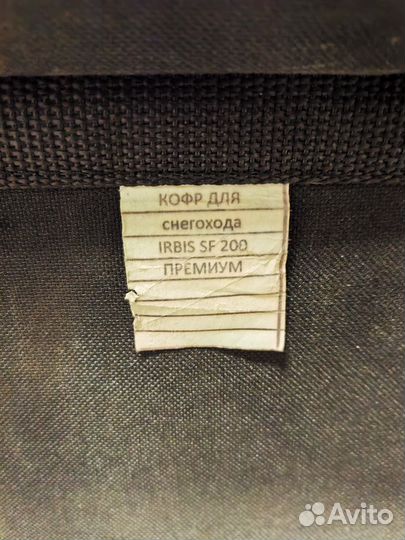 КОФР ДЛЯ
снегохода
IRBIS SF 200
ПРЕМИУМ
Avito